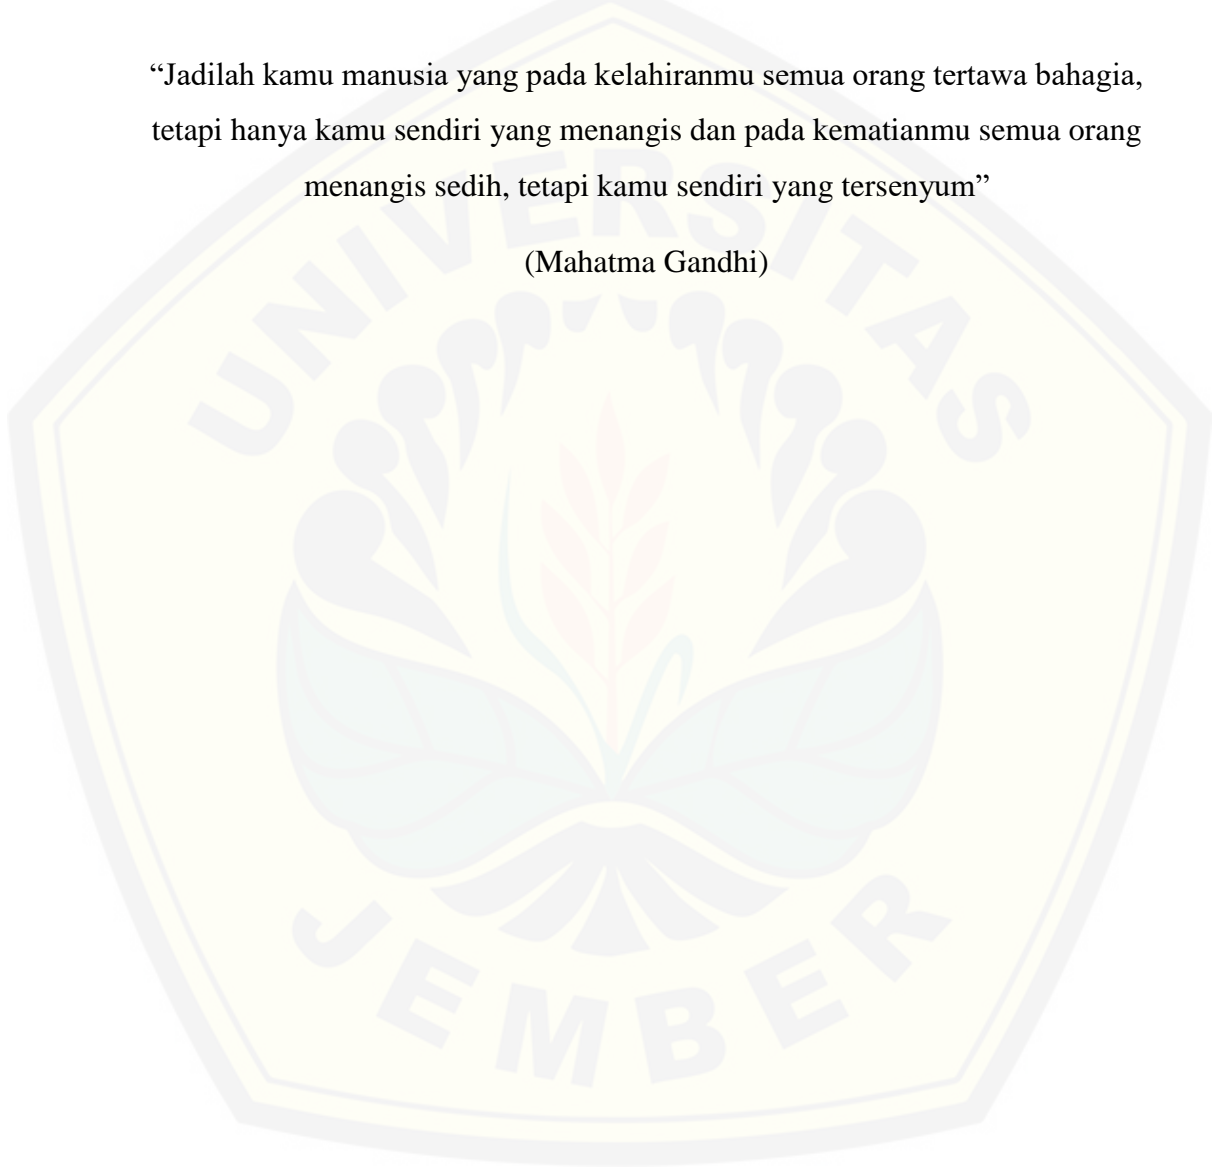 “Jadilah kamu manusia yang pada kelahiranmu semua orang tertawa bahagia,
tetapi hanya kamu sendiri yang menangis dan pada kematianmu semua orang
menangis sedih, tetapi kamu sendiri yang tersenyum”
(Mahatma Gandhi)
UNIVERSITAS
JEMBER